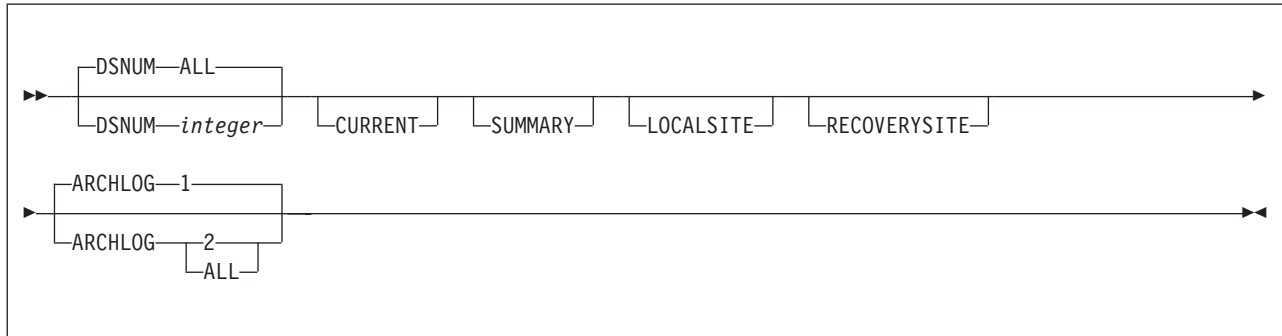 DSNUM ALL
DSNUM integer CURRENT SUMMARY LOCALSITE RECOVERYSITE
ARCHLOG 1
ARCHLOG 2
ALL